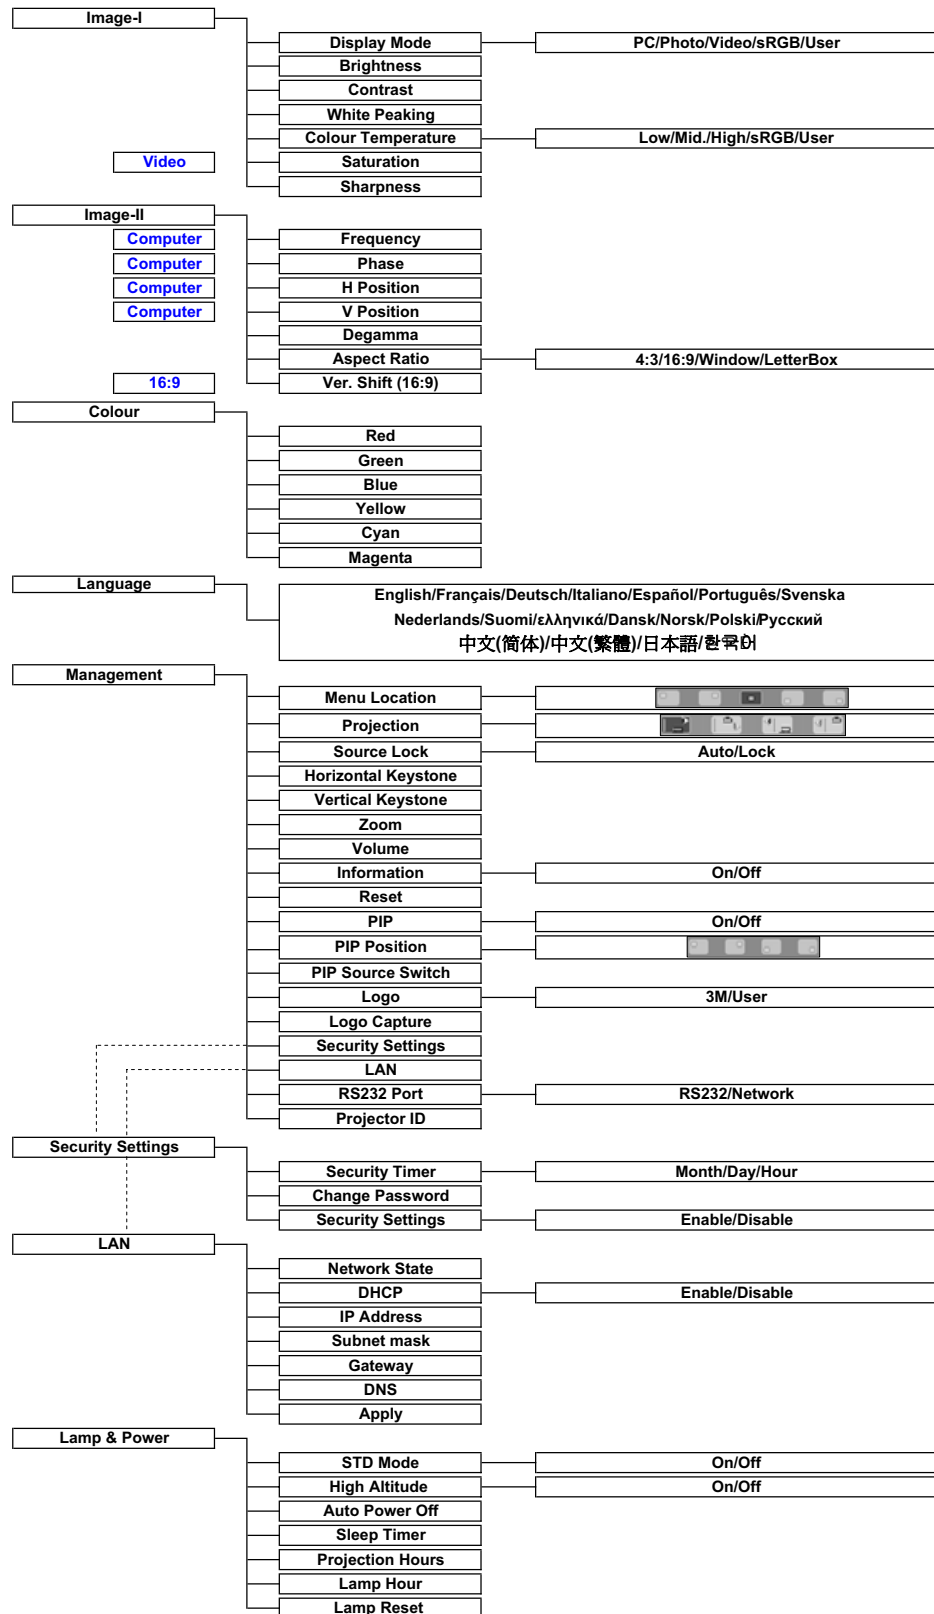 Image-I
Display Mode PC/Photo/Video/sRGB/User
Brightness
Contrast
White Peaking
Colour Temperature Low/Mid./High/sRGB/User
Video Saturation
Sharpness
Image-II
Computer Frequency
Computer Phase
Computer H Position
Computer V Position
Degamma
Aspect Ratio 4:3/16:9/Window/LetterBox
16:9 Ver. Shift (16:9)
Colour
Red
Green
Blue
Yellow
Cyan
Magenta
Language
English/Français/Deutsch/Italiano/Español/Português/Svenska
Nederlands/Suomi/ελληνικά/Dansk/Norsk/Polski/Русский
中文(简体)/中文(繁體)/日本語/한국어
Management
Menu Location
Projection
Source Lock Auto/Lock
Horizontal Keystone
Vertical Keystone
Zoom
Volume
Information On/Off
Reset
PIP On/Off
PIP Position
PIP Source Switch
Logo 3M/User
Logo Capture
Security Settings
LAN
RS232 Port RS232/Network
Projector ID
Security Settings
Security Timer Month/Day/Hour
Change Password
Security Settings Enable/Disable
LAN
Network State
DHCP Enable/Disable
IP Address
Subnet mask
Gateway
DNS
Apply
Lamp & Power
STD Mode On/Off
High Altitude On/Off
Auto Power Off
Sleep Timer
Projection Hours
Lamp Hour
Lamp Reset